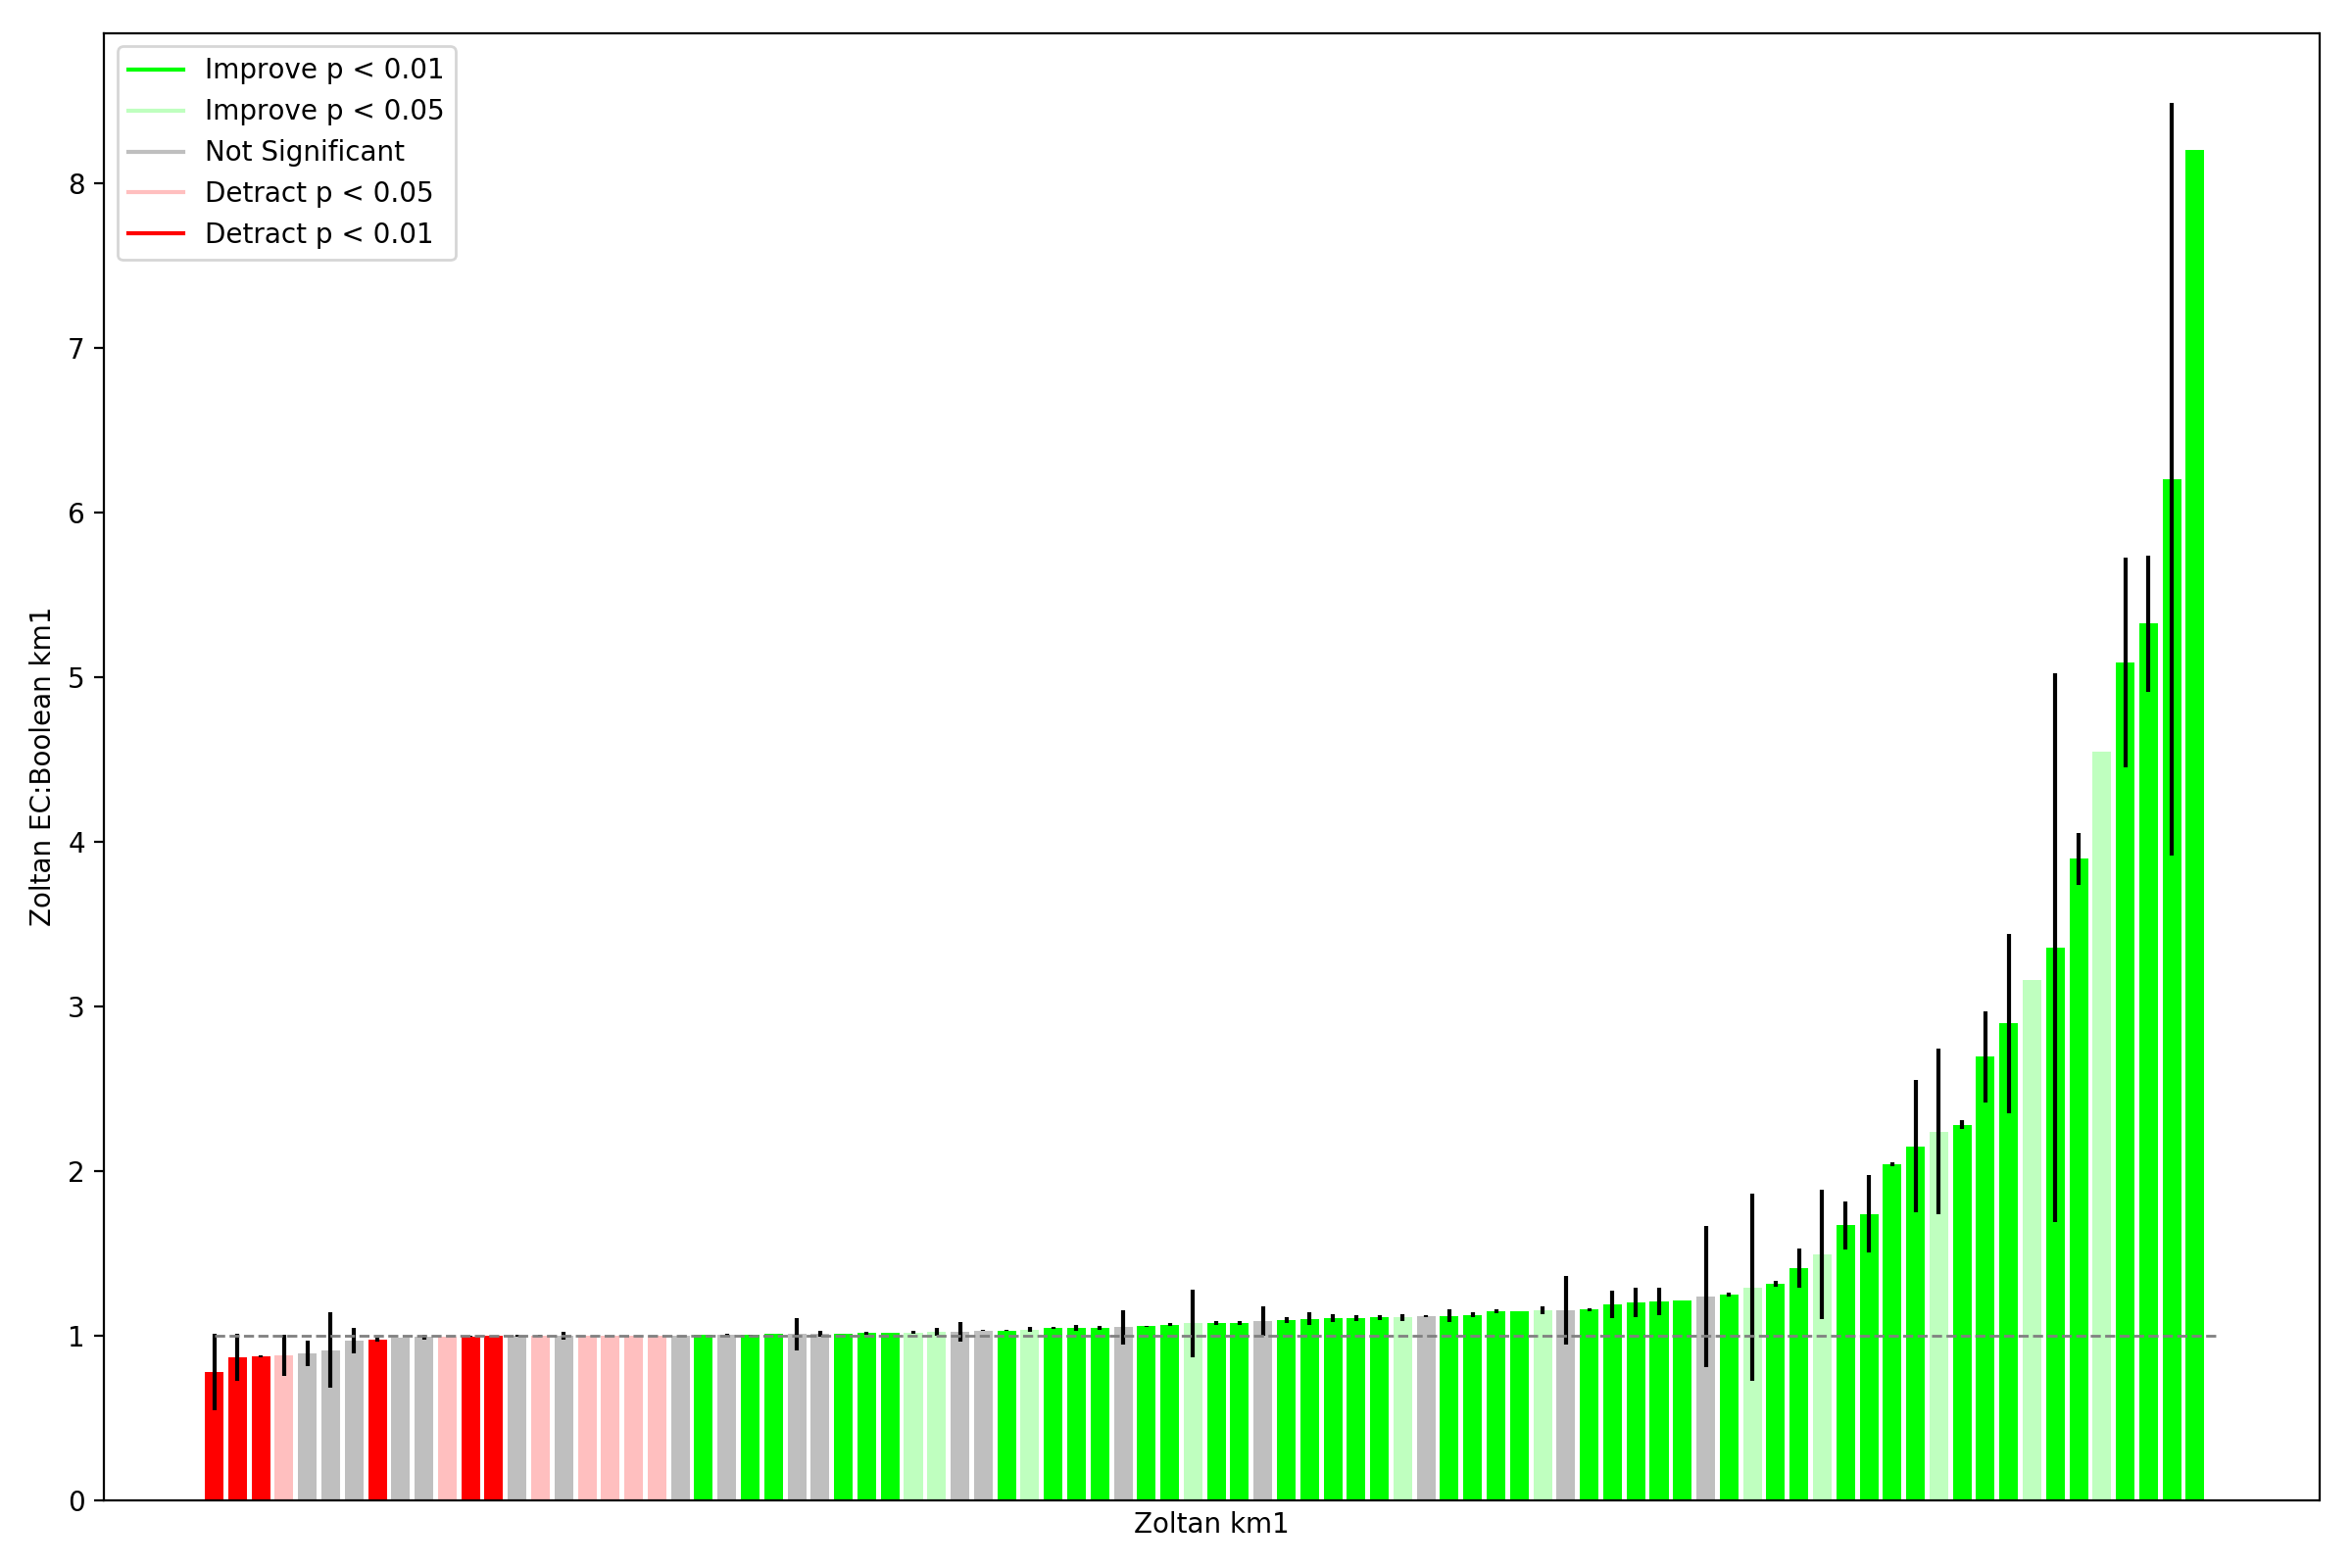 Improve p < 0.01
Improve p < 0.05
Not Significant
Detract p < 0.05
Detract p < 0.01
8
7
6
5
4
3
2
1
0
Zoltan EC:Boolean km1
Zoltan km1